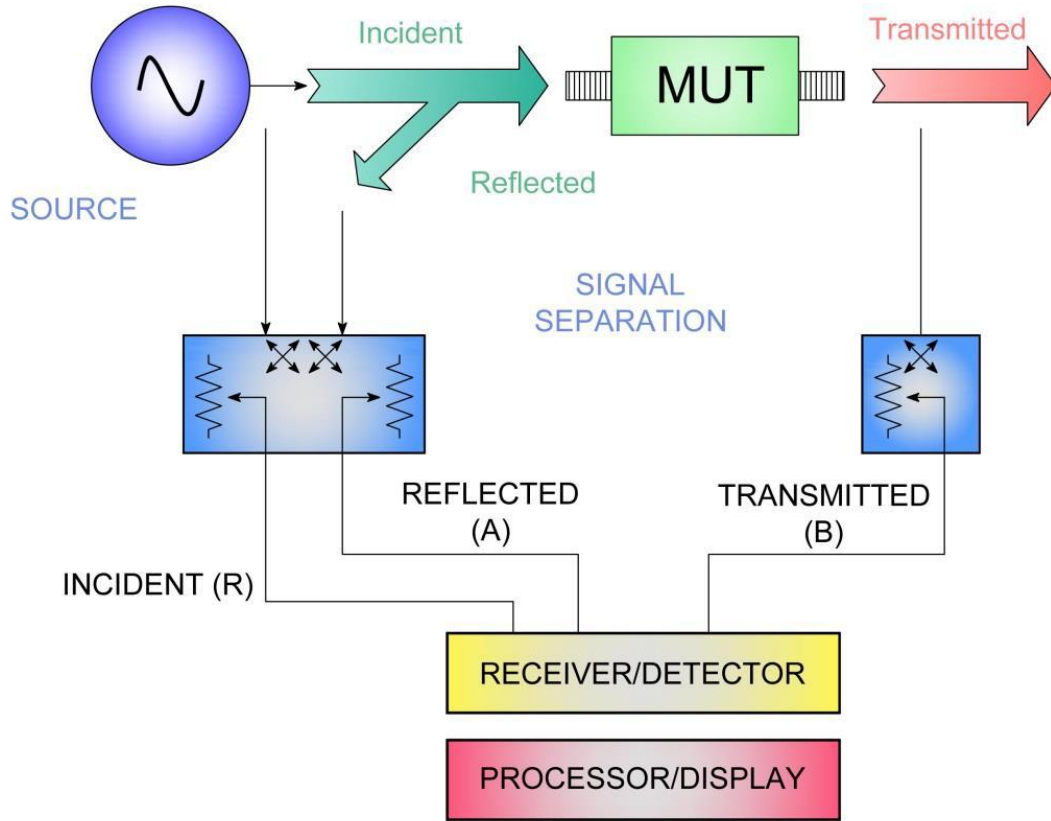 Incident
Transmitted
MUT
Reflected
SOURCE
SIGNAL
SEPARATION
REFLECTED
(A)
TRANSMITTED
(B)
INCIDENT (R)
RECEIVER/DETECTOR
PROCESSOR/DISPLAY